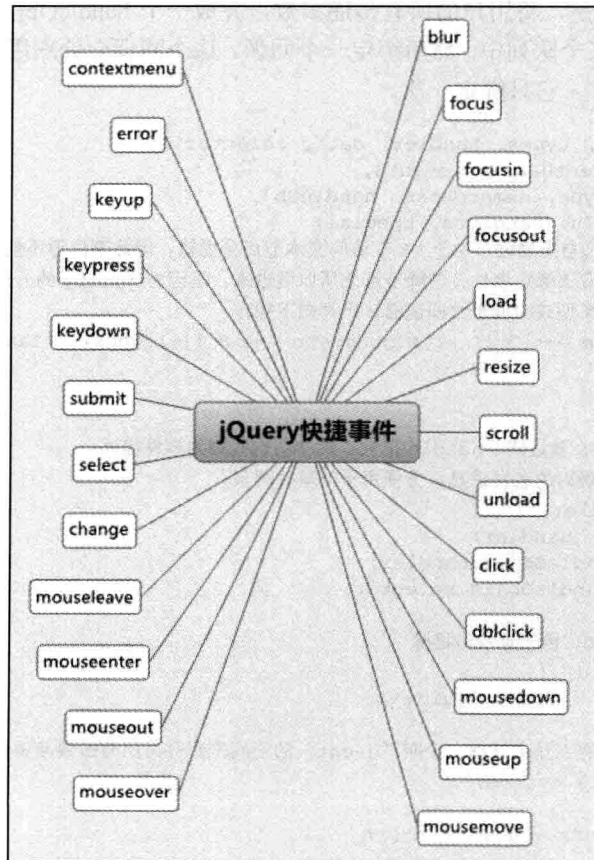 blur
contextmenu
focus
error
focusin
keyup
focusout
keypress
load
keydown
resize
submit
jQuery快捷事件
scroll
select
unload
change
click
mouseleave
dblclick
mouseenter
mousedown
mouseout
mouseup
mouseover
mousemove